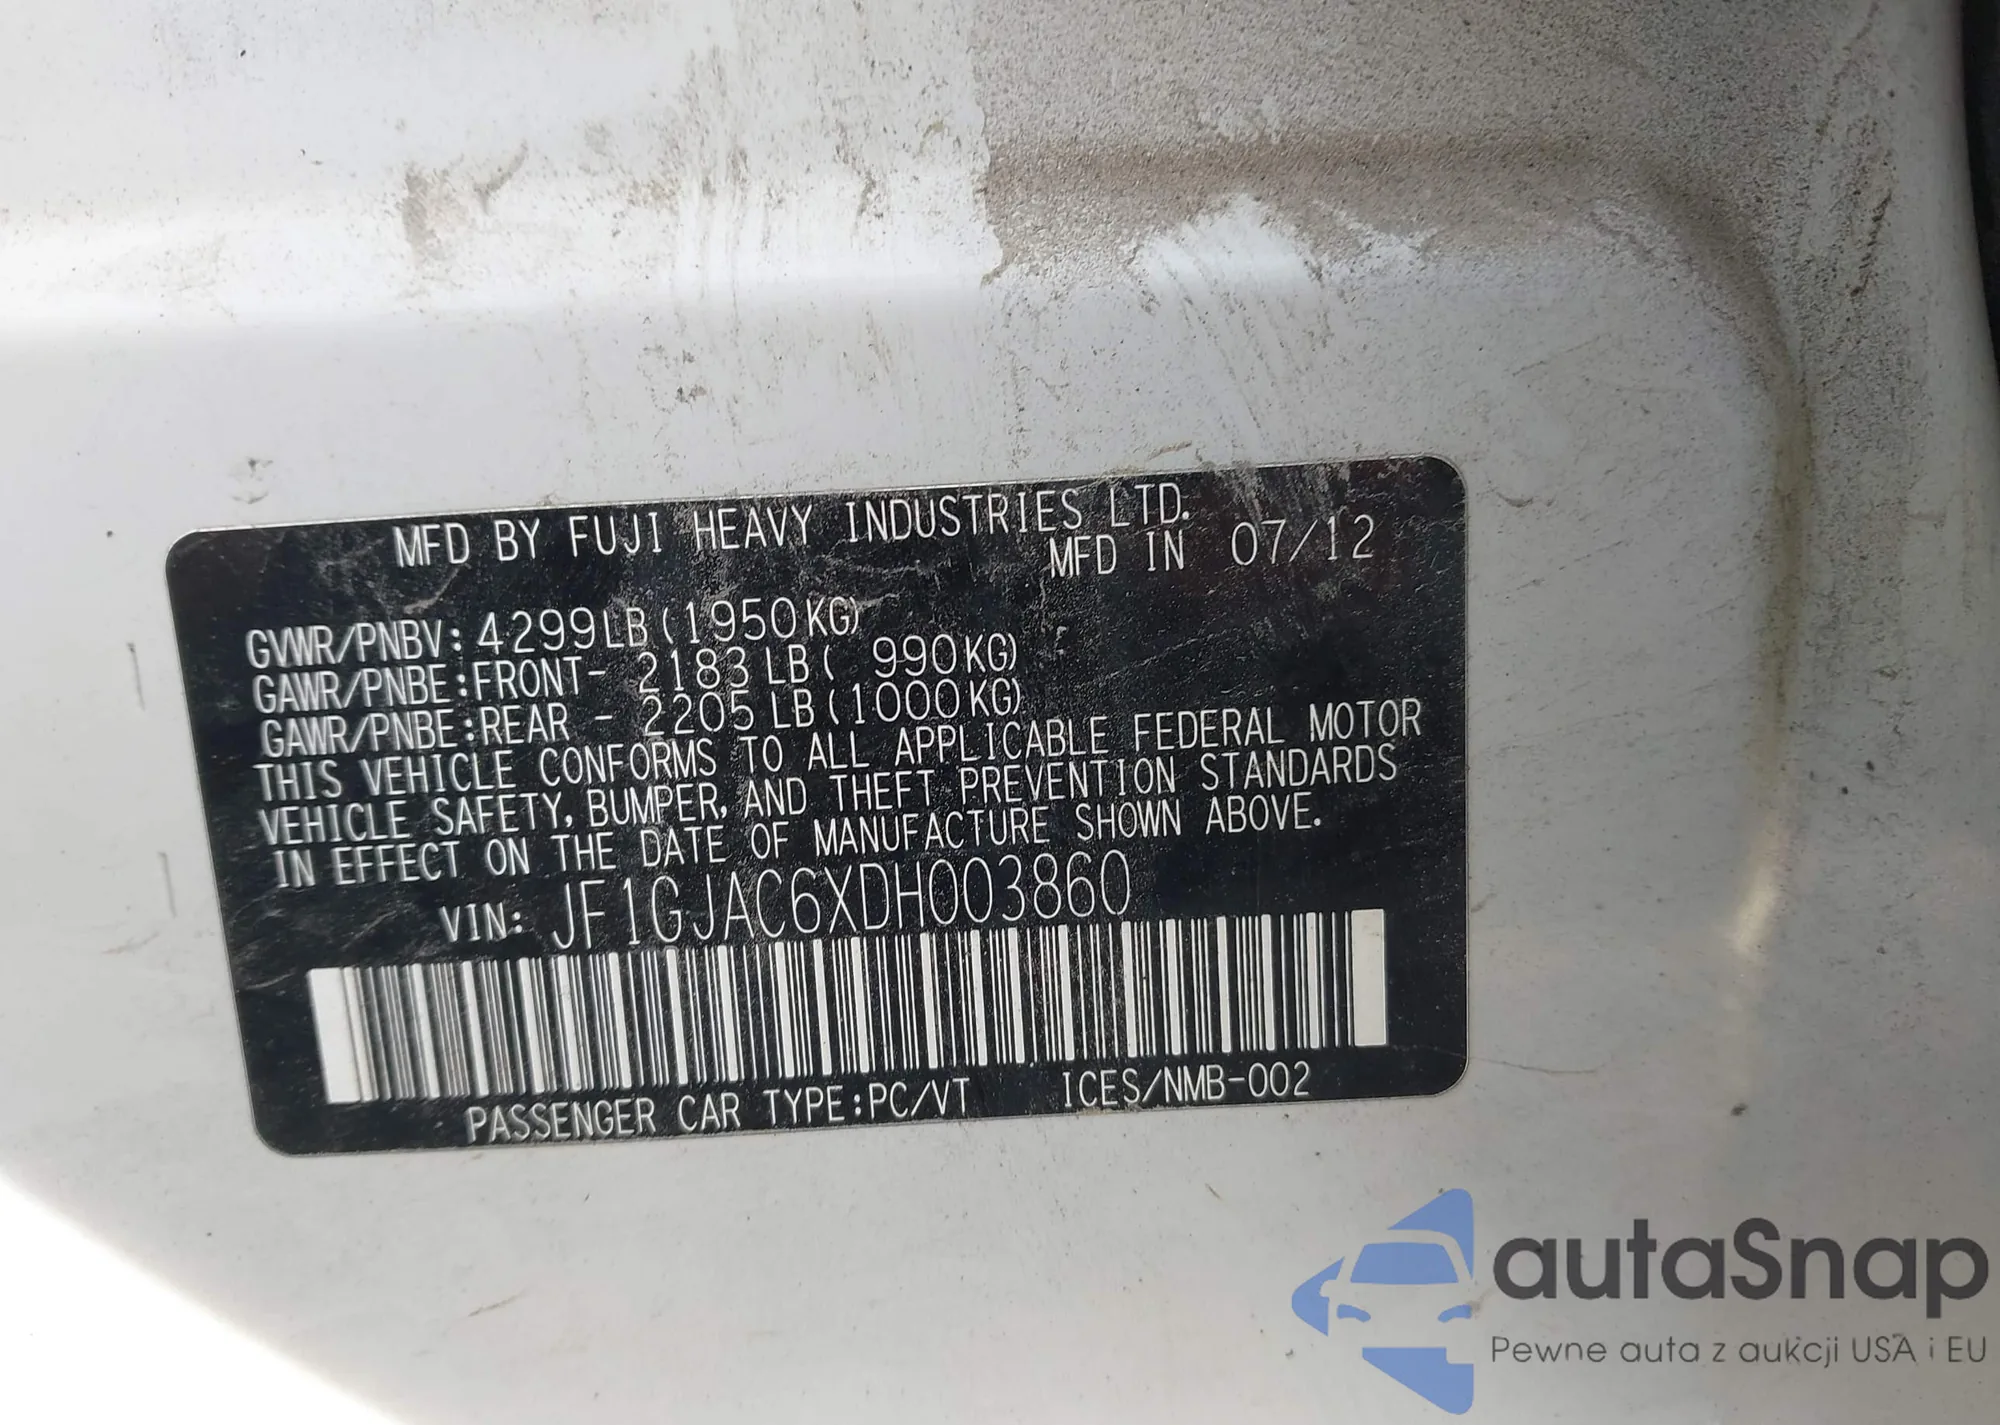 MFD BY FUJI HEAVY INDUSTRIES LTD.
MFD IN 07/12
GVWR/PNBV:4299LB(1950KG)
GAWR/PNBE:FRONT- 2183LB( 990KG)
GAWR/PNBE:REAR - 2205LB(1000KG)
THIS VEHICLE CONFORMS TO ALL APPLICABLE FEDERAL MOTOR
VEHICLE SAFETY, BUMPER, AND THEFT PREVENTION STANDARDS
IN EFFECT ON THE DATE OF MANUFACTURE SHOWN ABOVE.
VIN: JF1GJAC6XDH003860
PASSENGER CAR TYPE:PC/VT ICES/NMB-002
autaSnap
Pewne auta z aukcji USA i EU